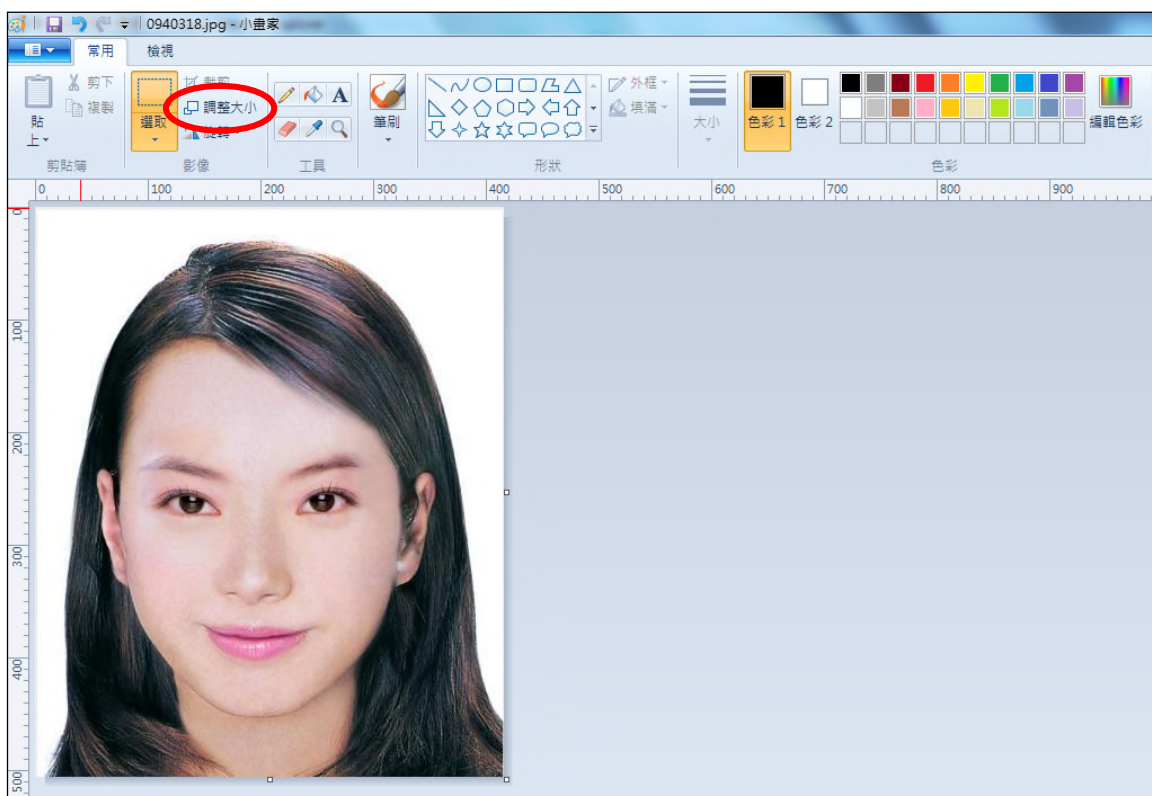 0940318.jpg - 小畫家
常用 檢視
貼上
剪下
複製
剪貼簿
選取
裁剪
調整大小
旋轉
影像
A
工具
筆刷
形狀
外框
填滿
大小
色彩 1
色彩 2
編輯色彩
色彩
0 100 200 300 400 500 600 700 800 900
0
100
200
300
400
500